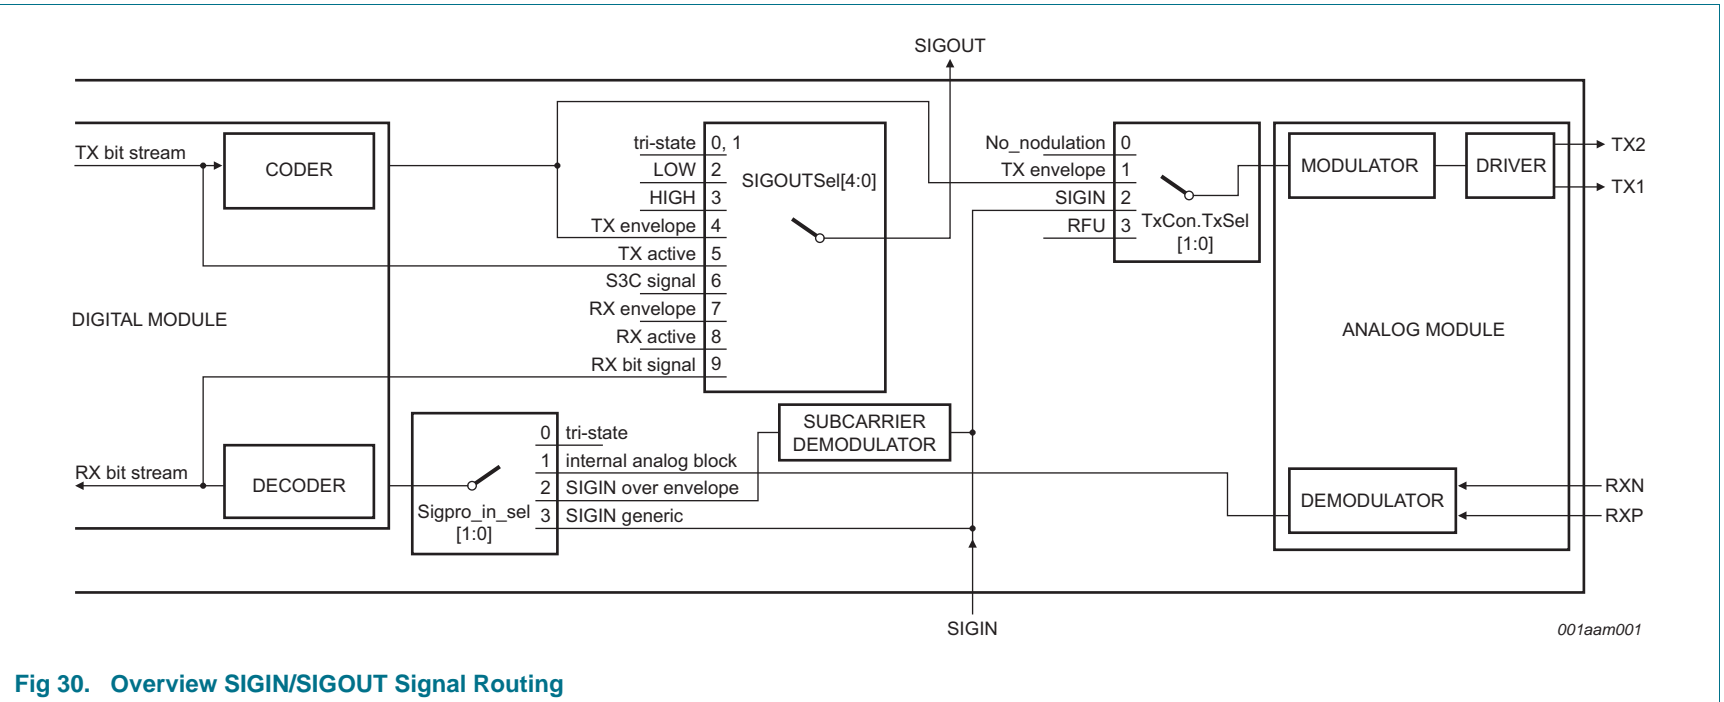 SIGOUT
TX bit stream
CODER
tri-state 0, 1
LOW 2
HIGH 3
TX envelope 4
TX active 5
S3C signal 6
RX envelope 7
RX active 8
RX bit signal 9
SIGOUTSel[4:0]
No_nodulation 0
TX envelope 1
SIGIN 2
RFU 3
TxCon.TxSel
[1:0]
MODULATOR
DRIVER
TX2
TX1
DIGITAL MODULE
ANALOG MODULE
RX bit stream
DECODER
Sigpro_in_sel
[1:0]
0 tri-state
1 internal analog block
2 SIGIN over envelope
3 SIGIN generic
SUBCARRIER
DEMODULATOR
DEMODULATOR
RXN
RXP
SIGIN
001aam001
Fig 30. Overview SIGIN/SIGOUT Signal Routing